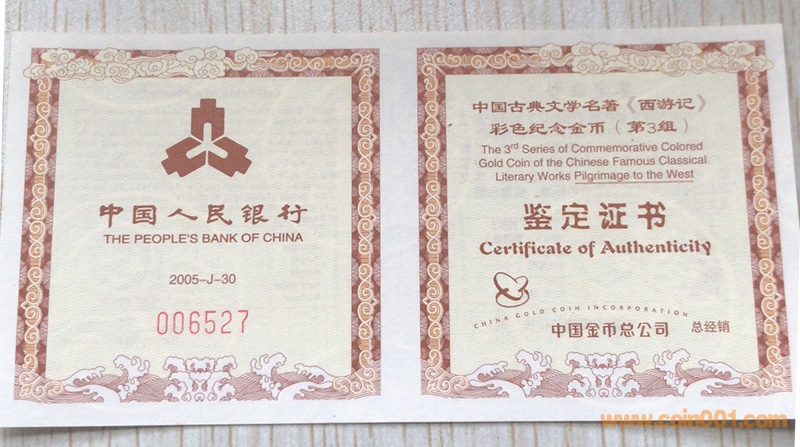 中国人民银行
THE PEOPLE'S BANK OF CHINA
2005-J-30
006527
中国古典文学名著《西游记》
彩色纪念金币（第3组）
The 3rd Series of Commemorative Colored
Gold Coin of the Chinese Famous Classical
Literary Works Pilgrimage to the West
鉴定证书
Certificate of Authenticity
CHINA GOLD COIN INCORPORATION
中国金币总公司 总经销
www.coin001.com